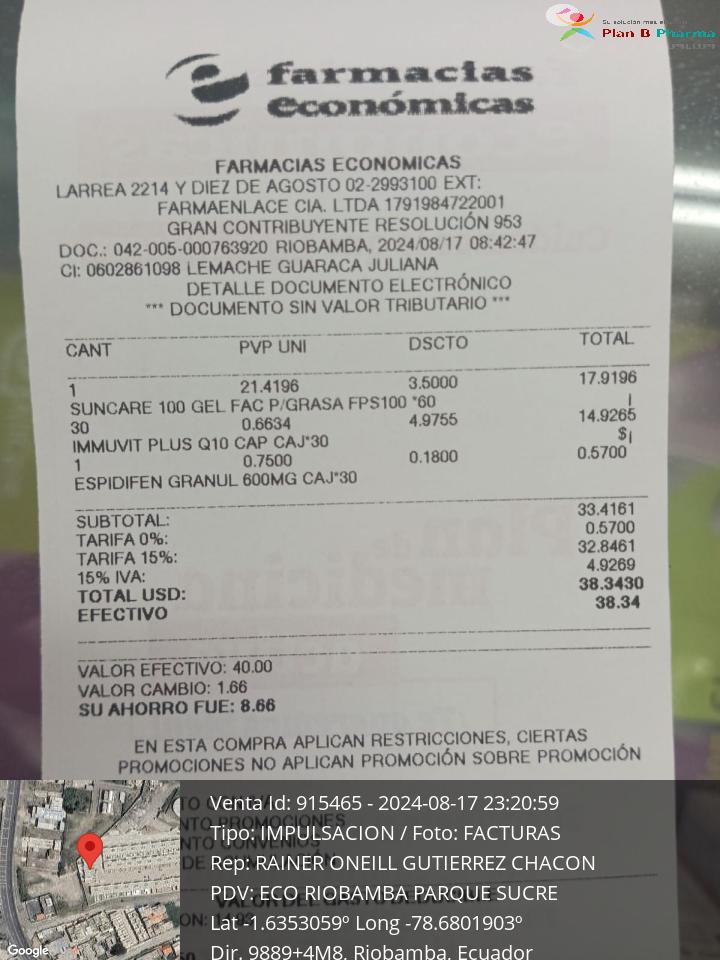 Su solución más
Plan B Pharma
farmacias
económicas
FARMACIAS ECONOMICAS
LARREA 2214 Y DIEZ DE AGOSTO 02-2993100 EXT:
FARMAENLACE CIA. LTDA 1791984722001
GRAN CONTRIBUYENTE RESOLUCIÓN 953
DOC.: 042-005-000763920 RIOBAMBA, 2024/08/17 08:42:47
CI: 0602861098 LEMACHE GUARACA JULIANA
DETALLE DOCUMENTO ELECTRÓNICO
*** DOCUMENTO SIN VALOR TRIBUTARIO ***
CANT PVP UNI DSCTO TOTAL
1 21.4196 3.5000 17.9196
SUNCARE 100 GEL FAC P/GRASA FPS100 *60 |
30 0.6634 4.9755 14.9265
IMMUVIT PLUS Q10 CAP CAJ*30 $¡
1 0.7500 0.1800 0.5700
ESPIDIFEN GRANUL 600MG CAJ*30
SUBTOTAL: 33.4161
TARIFA 0%: 0.5700
TARIFA 15%: 32.8461
15% IVA: 4.9269
TOTAL USD: 38.3430
EFECTIVO 38.34
VALOR EFECTIVO: 40.00
VALOR CAMBIO: 1.66
SU AHORRO FUE: 8.66
EN ESTA COMPRA APLICAN RESTRICCIONES, CIERTAS
PROMOCIONES NO APLICAN PROMOCIÓN SOBRE PROMOCIÓN
Venta Id: 915465 - 2024-08-17 23:20:59
Tipo: IMPULSACION / Foto: FACTURAS
Rep: RAINER ONEILL GUTIERREZ CHACON
PDV: ECO RIOBAMBA PARQUE SUCRE
Lat -1.6353059º Long -78.6801903º
Dir. 9889+4M8, Riobamba, Ecuador
Google